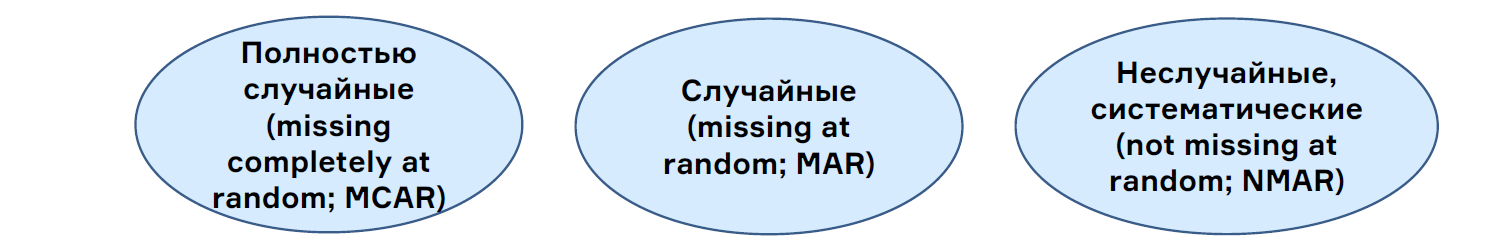 Полностью
случайные
(missing
completely at
random; MCAR)
Случайные
(missing at
random; MAR)
Неслучайные,
систематические
(not missing at
random; NMAR)